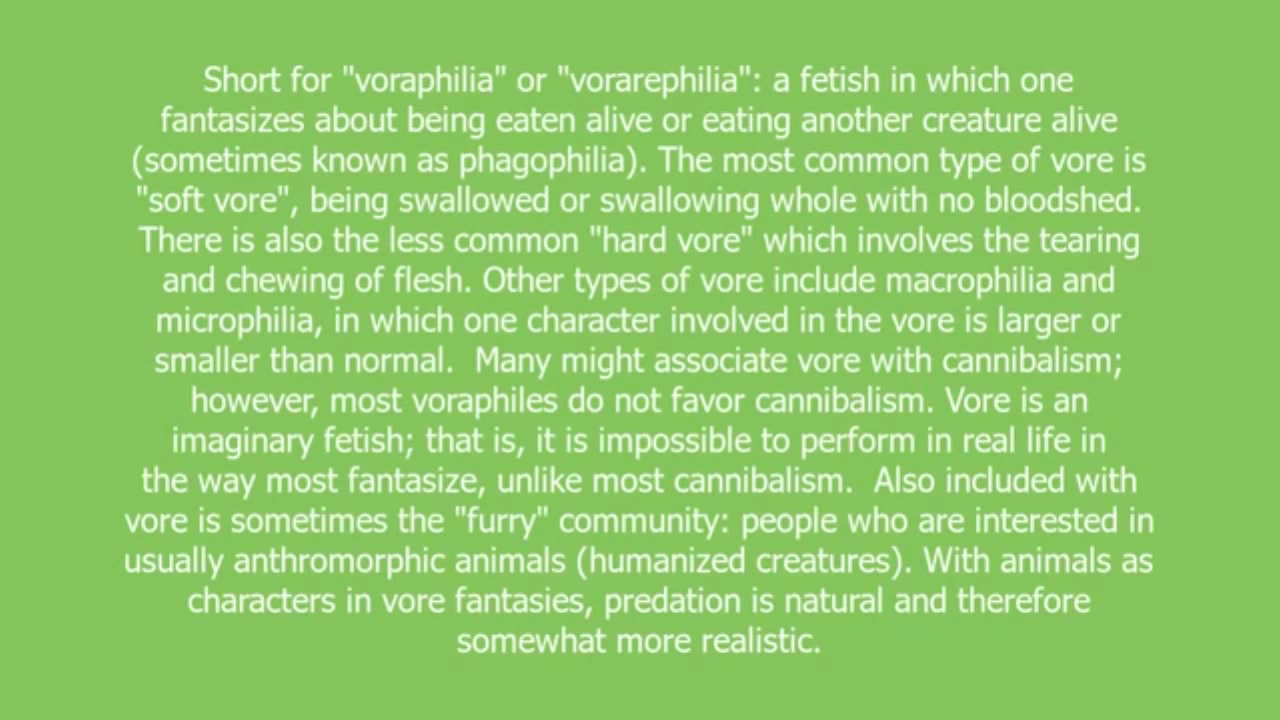 Short for "voraphilia" or "vorarephilia": a fetish in which one
fantasizes about being eaten alive or eating another creature alive
(sometimes known as phagophilia). The most common type of vore is
"soft vore", being swallowed or swallowing whole with no bloodshed.
There is also the less common "hard vore" which involves the tearing
and chewing of flesh. Other types of vore include macrophilia and
microphilia, in which one character involved in the vore is larger or
smaller than normal.  Many might associate vore with cannibalism;
however, most voraphiles do not favor cannibalism. Vore is an
imaginary fetish; that is, it is impossible to perform in real life in
the way most fantasize, unlike most cannibalism.  Also included with
vore is sometimes the "furry" community: people who are interested in
usually anthromorphic animals (humanized creatures). With animals as
characters in vore fantasies, predation is natural and therefore
somewhat more realistic.